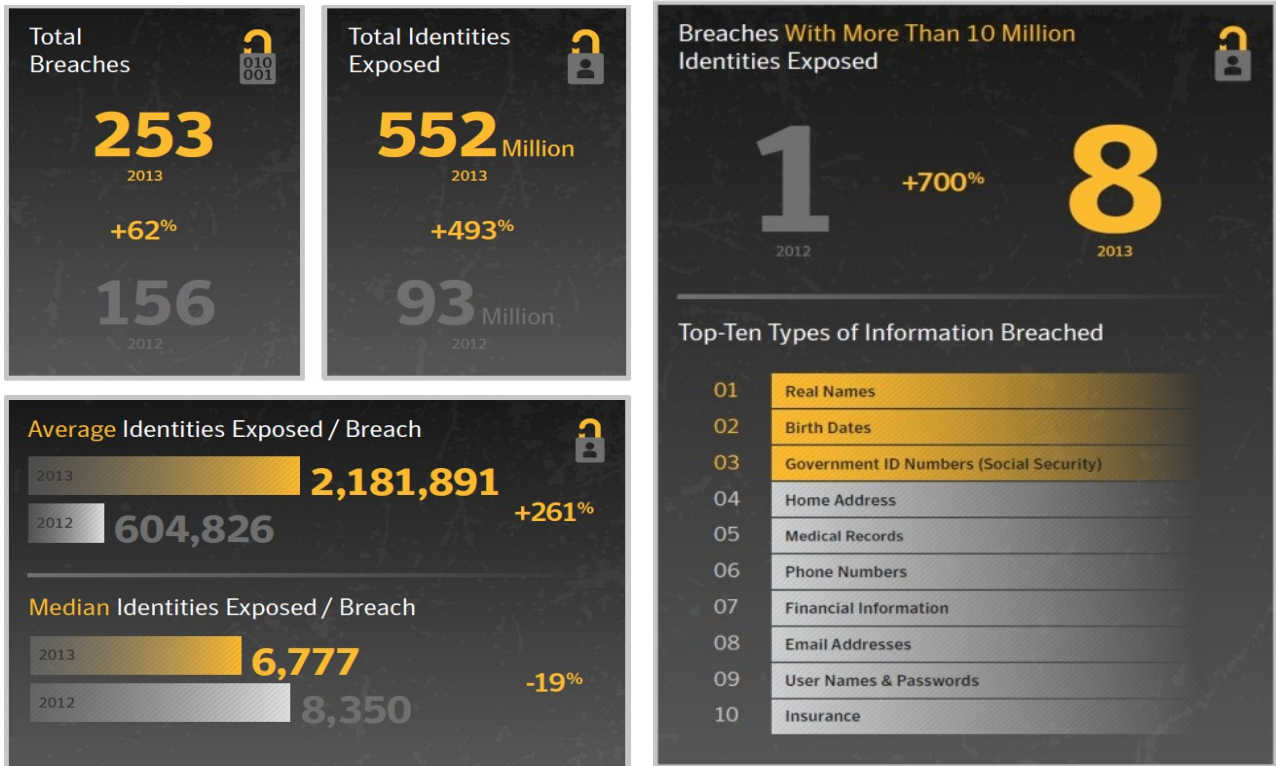 Total
Breaches
010
001
253
2013
+62%
156
2012
Total Identities
Exposed
552 Million
2013
+493%
93 Million
2012
Average Identities Exposed / Breach
2013
2,181,891
+261%
2012
604,826
Median Identities Exposed / Breach
2013
6,777
-19%
2012
8,350
Breaches With More Than 10 Million
Identities Exposed
1
2012
+700%
8
2013
Top-Ten Types of Information Breached
01 Real Names
02 Birth Dates
03 Government ID Numbers (Social Security)
04 Home Address
05 Medical Records
06 Phone Numbers
07 Financial Information
08 Email Addresses
09 User Names & Passwords
10 Insurance